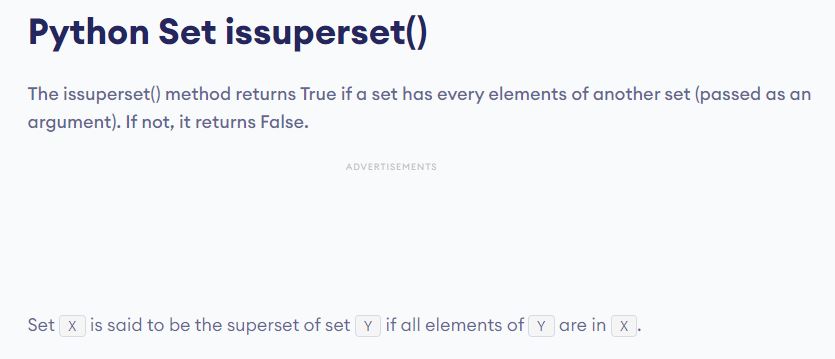 Python Set issuperset()
The issuperset() method returns True if a set has every elements of another set (passed as an
argument). If not, it returns False.
ADVERTISEMENTS
Set X is said to be the superset of set Y if all elements of Y are in X.